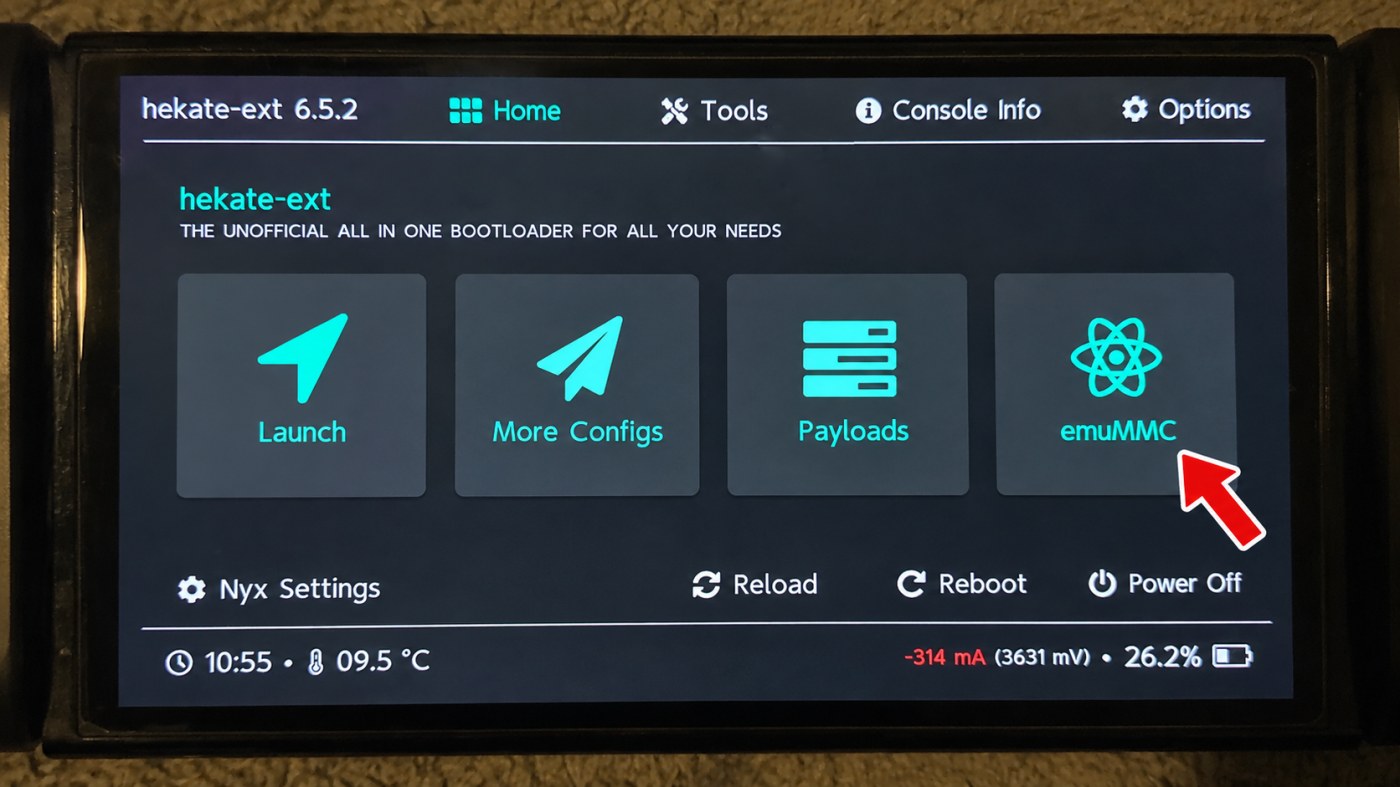 hekate-ext 6.5.2 Home Tools Console Info Options
hekate-ext
THE UNOFFICIAL ALL IN ONE BOOTLOADER FOR ALL YOUR NEEDS
Launch More Configs Payloads emuMMC
Nyx Settings Reload Reboot Power Off
10:55 • 09.5 °C -314 mA (3631 mV) • 26.2%